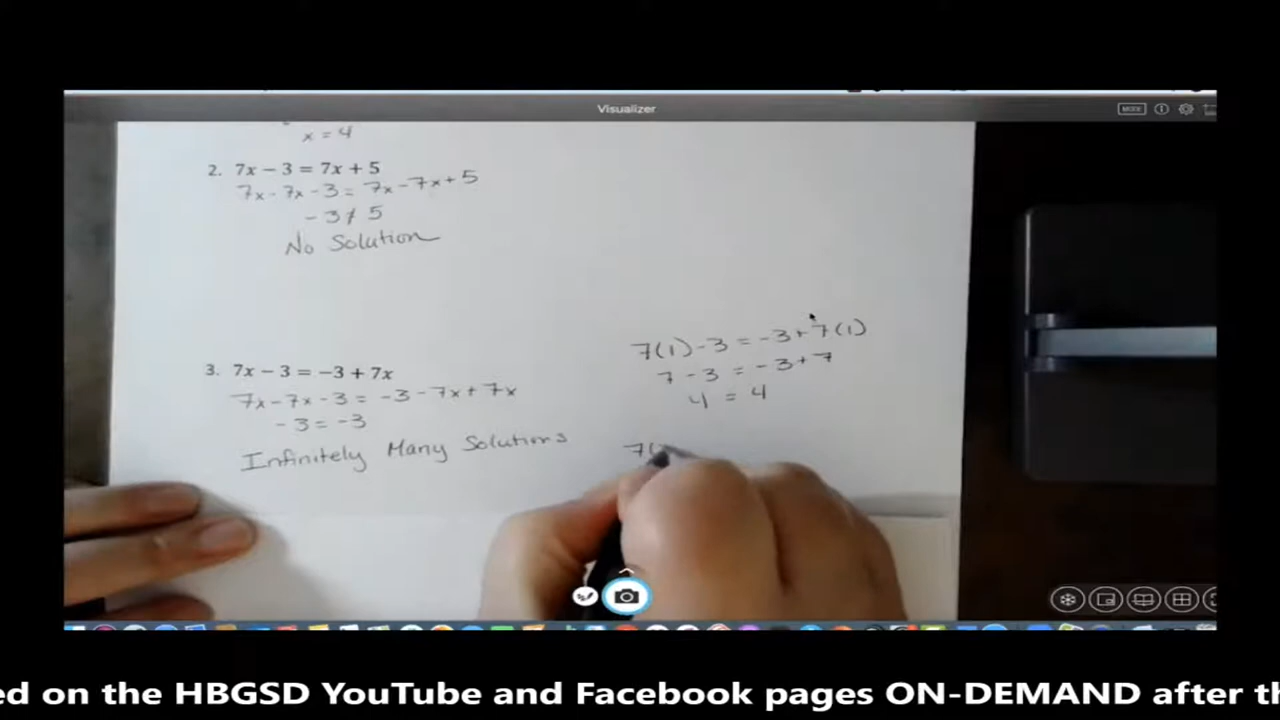 Visualizer
MODE
x = 4
2. 7x − 3 = 7x + 5
7x - 7x - 3 = 7x - 7x + 5
- 3 ≠ 5
No Solution
3. 7x − 3 = −3 + 7x
7x - 7x - 3 = -3 - 7x + 7x
- 3 = -3
Infinitely Many Solutions
7(1) - 3 = -3 + 7(1)
7 - 3 = -3 + 7
4 = 4
7(
ed on the HBGSD YouTube and Facebook pages ON-DEMAND after th